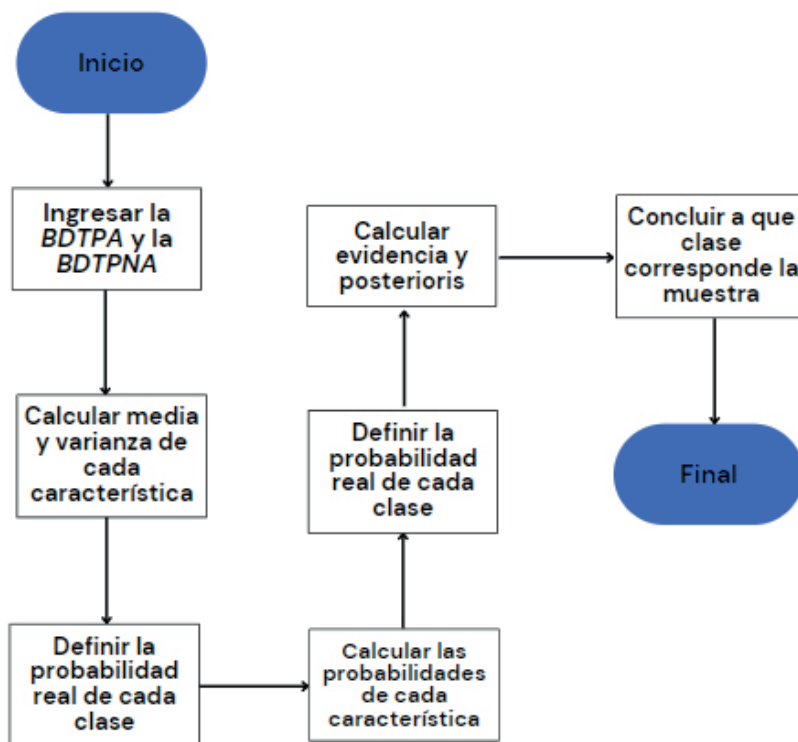 Inicio
Ingresar la
BDTPA y la
BDTPNA
Calcular media
y varianza de
cada
característica
Definir la
probabilidad
real de cada
clase
Calcular las
probabilidades
de cada
característica
Definir la
probabilidad
real de cada
clase
Calcular
evidencia y
posterioris
Concluir a que
clase
corresponde la
muestra
Final